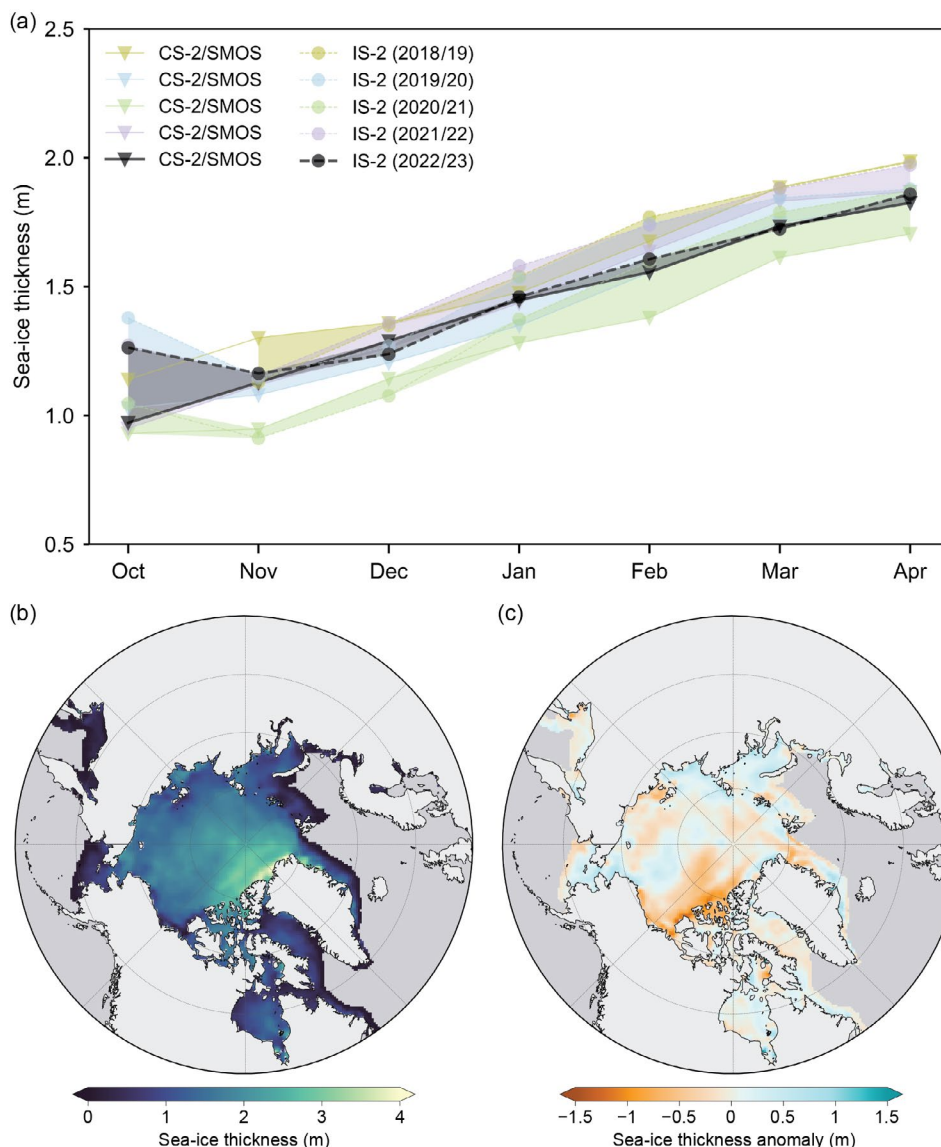 (a)
2.5
2.0
1.5
1.0
0.5
Sea-ice thickness (m)
CS-2/SMOS IS-2 (2018/19)
CS-2/SMOS IS-2 (2019/20)
CS-2/SMOS IS-2 (2020/21)
CS-2/SMOS IS-2 (2021/22)
CS-2/SMOS IS-2 (2022/23)
Oct Nov Dec Jan Feb Mar Apr
(b)
0 1 2 3 4
Sea-ice thickness (m)
(c)
−1.5 −1 −0.5 0 0.5 1 1.5
Sea-ice thickness anomaly (m)